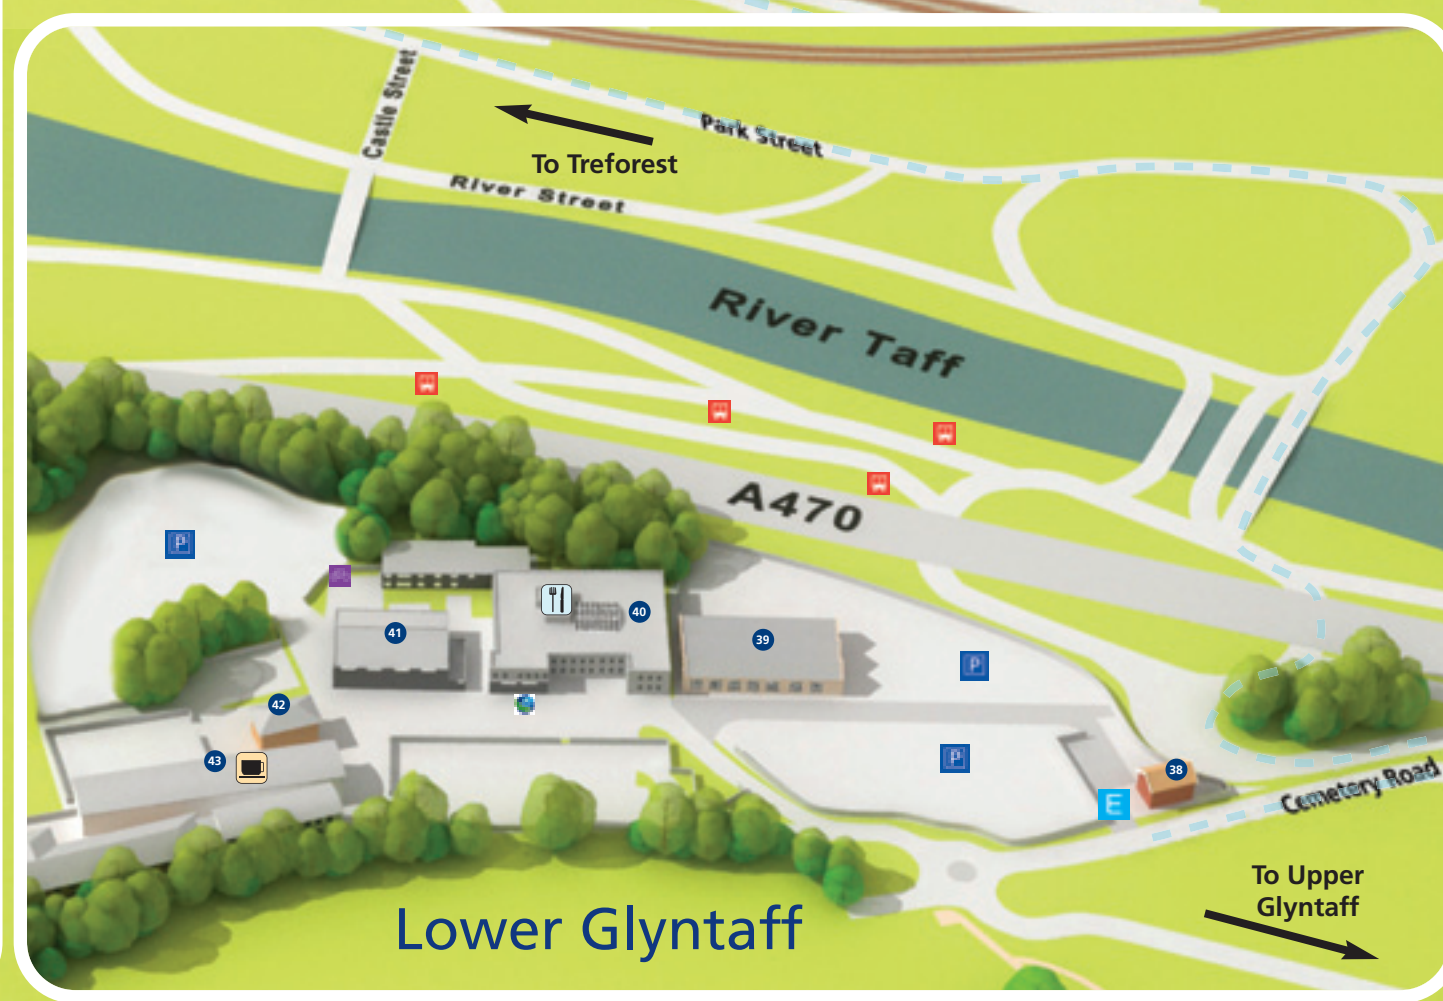 Castle Street
Park Street
To Treforest
River Street
River Taff
A470
P
40
41
39
P
42
43
P
38
E
Cemetery Road
To Upper
Glyntaff
Lower Glyntaff